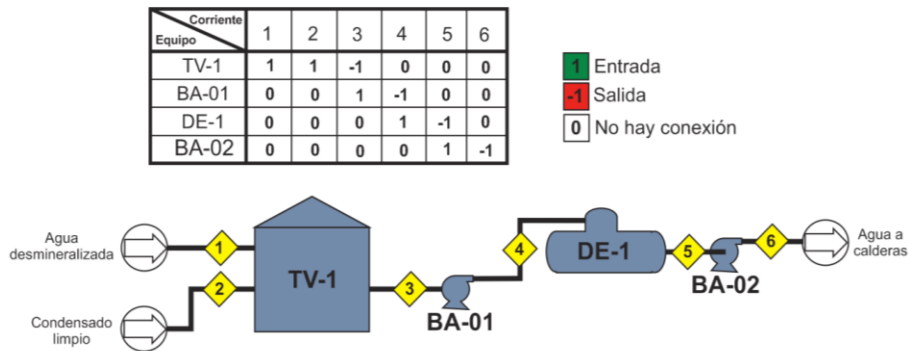 Corriente
Equipo 1 2 3 4 5 6
TV-1 1 1 -1 0 0 0
BA-01 0 0 1 -1 0 0
DE-1 0 0 0 1 -1 0
BA-02 0 0 0 0 1 -1
1 Entrada
-1 Salida
0 No hay conexión
Agua
desmineralizada
1
Condensado
limpio
2
TV-1
3
BA-01
4
DE-1
5
BA-02
6
Agua a
calderas